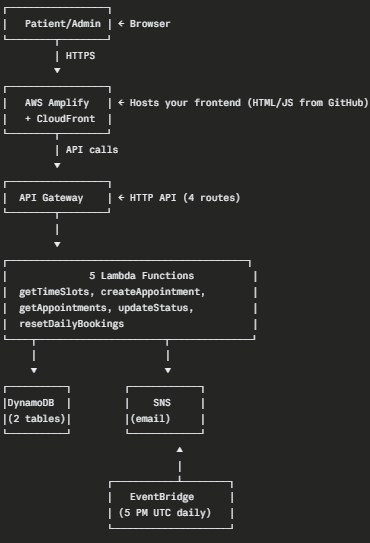 Patient/Admin ← Browser
HTTPS
AWS Amplify ← Hosts your frontend (HTML/JS from GitHub)
+ CloudFront
API calls
API Gateway ← HTTP API (4 routes)
5 Lambda Functions
getTimeSlots, createAppointment,
getAppointments, updateStatus,
resetDailyBookings
DynamoDB SNS
(2 tables) (email)
EventBridge
(5 PM UTC daily)